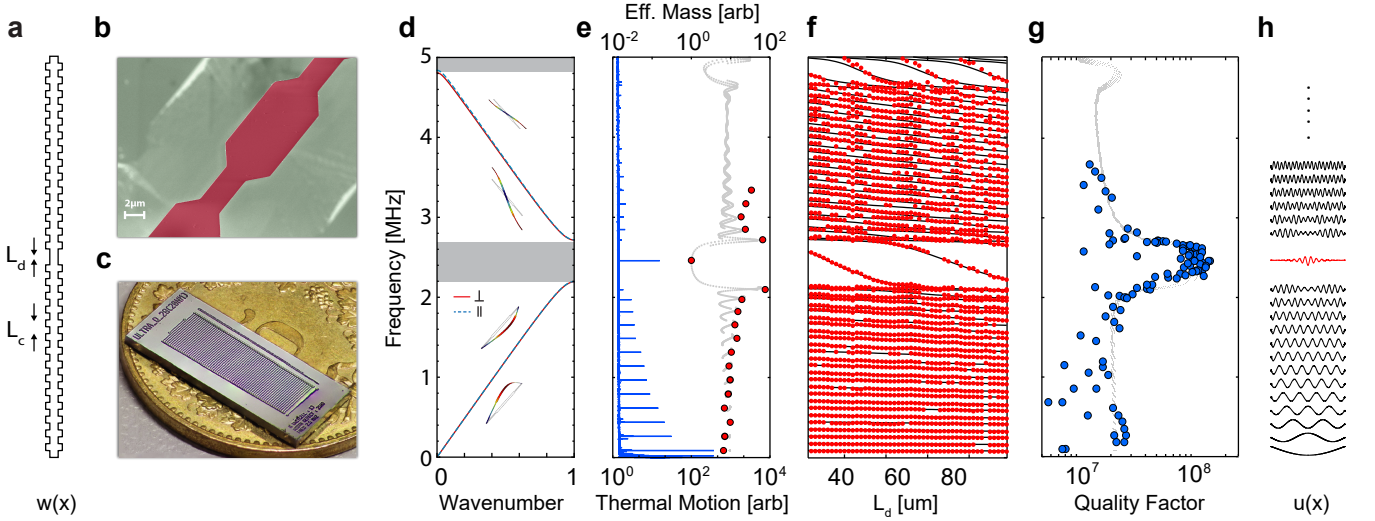 a
b
c
d
e
f
g
h
L_d
L_c
w(x)
2µm
ULTRA_D_20C20NYD
Frequency [MHz]
5
4
3
2
1
0
⊥
||
0
1
Wavenumber
Eff. Mass [arb]
10^-2
10^0
10^2
10^0
10^2
10^4
Thermal Motion [arb]
40
60
80
L_d [um]
10^7
10^8
Quality Factor
u(x)